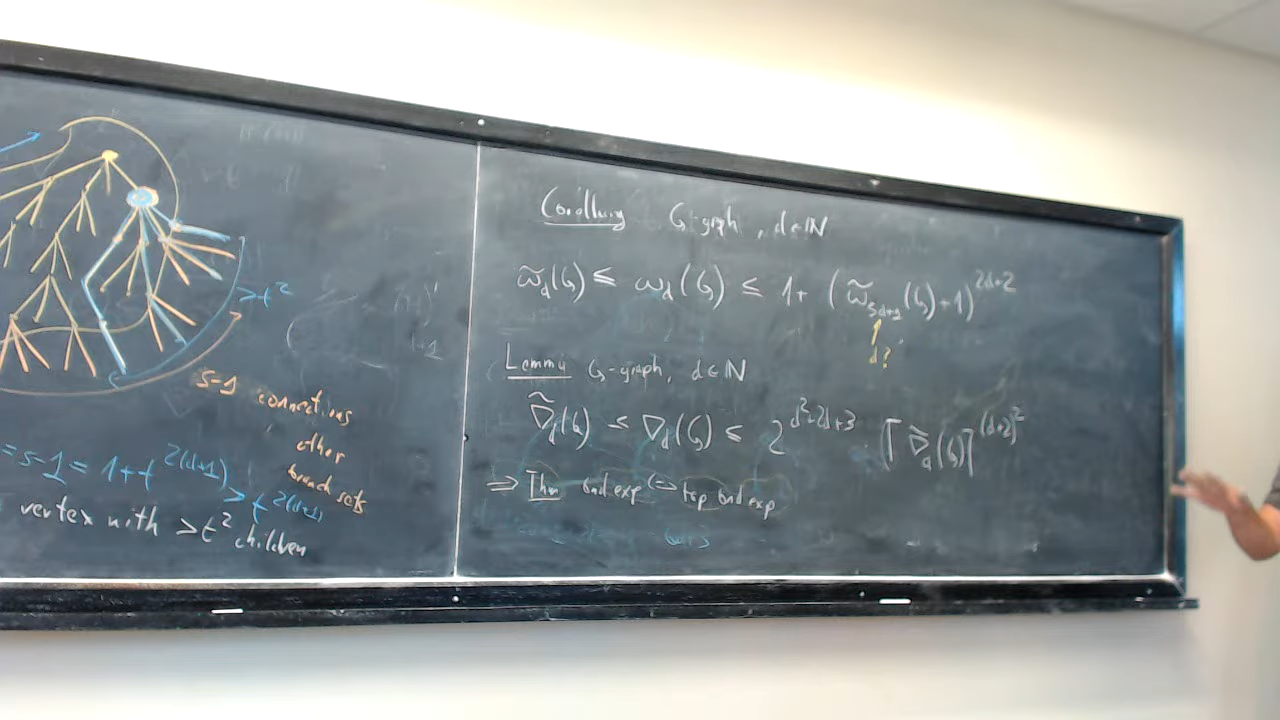 > t²
s-1 connections
other
branch sets
= s-1 = 1+t^{2(d+1)} > t^{2(d+1)}
vertex with > t² children
Corollary G-graph, d∈ℕ
ω̃_d(G) ≤ ω_d(G) ≤ 1+ (ω̃_{3d+1}(G)+1)^{2d+2}
d?
Lemma G-graph, d∈ℕ
∇̃_d(G) ≤ ∇_d(G) ≤ 2^{d²+2d+3} ⌈∇̃_d(G)⌉^{(d+2)²}
⇒ Thm bnd exp ⇔ top bnd exp